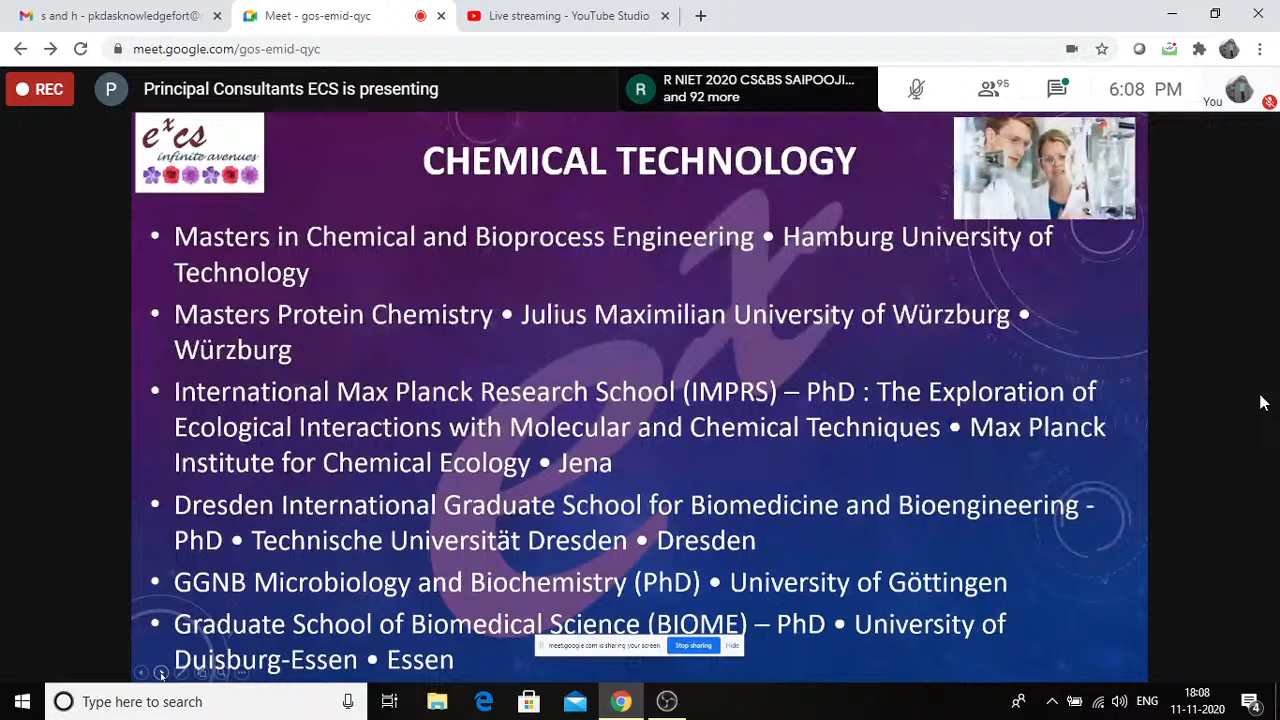 s and h - pkdasknowledgefort@
Meet - gos-emid-qyc
Live streaming - YouTube Studio
meet.google.com/gos-emid-qyc
REC
P
Principal Consultants ECS is presenting
R
R NIET 2020 CS&BS SAIPOOJI...
and 92 more
95
6:08 PM
You
excs
infinite avenues
CHEMICAL TECHNOLOGY
• Masters in Chemical and Bioprocess Engineering • Hamburg University of
Technology
• Masters Protein Chemistry • Julius Maximilian University of Würzburg •
Würzburg
• International Max Planck Research School (IMPRS) – PhD : The Exploration of
Ecological Interactions with Molecular and Chemical Techniques • Max Planck
Institute for Chemical Ecology • Jena
• Dresden International Graduate School for Biomedicine and Bioengineering -
PhD • Technische Universität Dresden • Dresden
• GGNB Microbiology and Biochemistry (PhD) • University of Göttingen
• Graduate School of Biomedical Science (BIOME) – PhD • University of
Duisburg-Essen • Essen
ex
meet.google.com is sharing your screen.
Stop sharing
Hide
Type here to search
ENG
18:08
11-11-2020
4